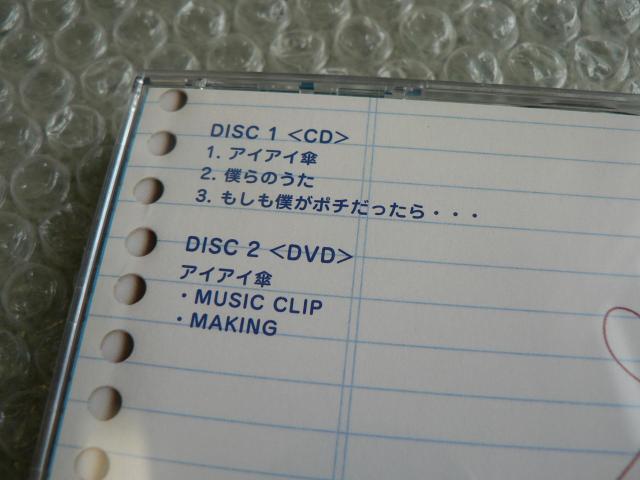 DISC 1 <CD>
1. アイアイ傘
2. 僕らのうた
3. もしも僕がポチだったら・・・
DISC 2 <DVD>
アイアイ傘
・MUSIC CLIP
・MAKING